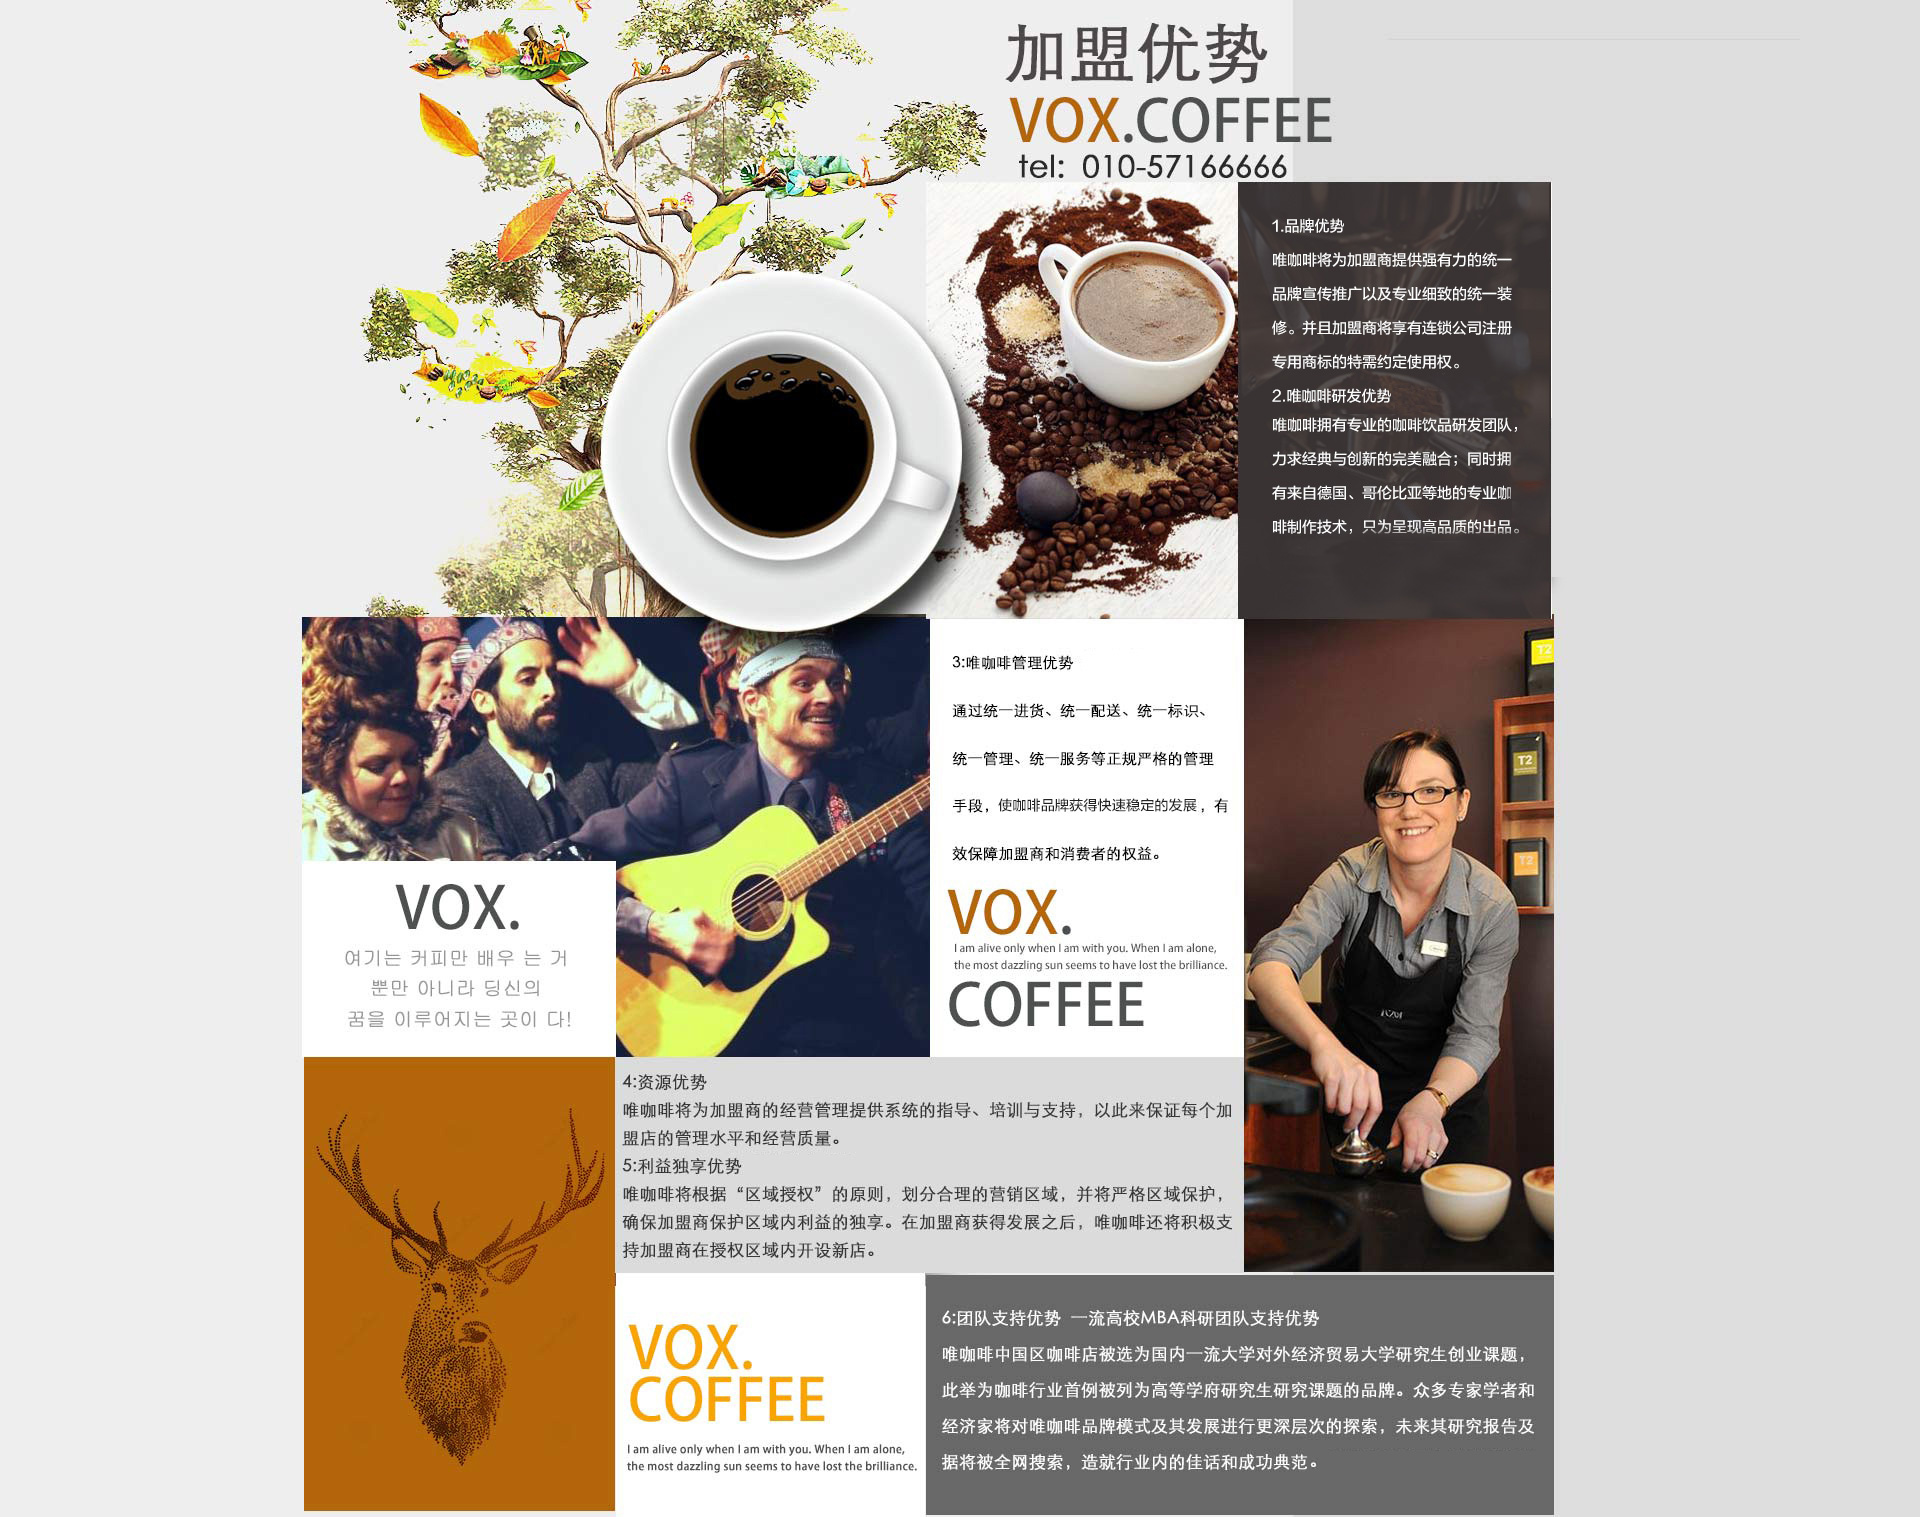 加盟优势
VOX.COFFEE
tel: 010-57166666
1.品牌优势
唯咖啡将为加盟商提供强有力的统一
品牌宣传推广以及专业细致的统一装
修。并且加盟商将享有连锁公司注册
专用商标的特需约定使用权。
2.唯咖啡研发优势
唯咖啡拥有专业的咖啡饮品研发团队，
力求经典与创新的完美融合；同时拥
有来自德国、哥伦比亚等地的专业咖
啡制作技术，只为呈现高品质的出品。
3:唯咖啡管理优势
通过统一进货、统一配送、统一标识、
统一管理、统一服务等正规严格的管理
手段，使咖啡品牌获得快速稳定的发展，有
效保障加盟商和消费者的权益。
VOX.
I am alive only when I am with you. When I am alone,
the most dazzling sun seems to have lost the brilliance.
COFFEE
T2
T2
T2
VOX.
여기는 커피만 배우 는 거
뿐만 아니라 딩신의
꿈을 이루어지는 곳이 다!
4:资源优势
唯咖啡将为加盟商的经营管理提供系统的指导、培训与支持，以此来保证每个加
盟店的管理水平和经营质量。
5:利益独享优势
唯咖啡将根据“区域授权”的原则，划分合理的营销区域，并将严格区域保护，
确保加盟商保护区域内利益的独享。在加盟商获得发展之后，唯咖啡还将积极支
持加盟商在授权区域内开设新店。
VOX.
COFFEE
I am alive only when I am with you. When I am alone,
the most dazzling sun seems to have lost the brilliance.
6:团队支持优势 一流高校MBA科研团队支持优势
唯咖啡中国区咖啡店被选为国内一流大学对外经济贸易大学研究生创业课题，
此举为咖啡行业首例被列为高等学府研究生研究课题的品牌。众多专家学者和
经济家将对唯咖啡品牌模式及其发展进行更深层次的探索，未来其研究报告及
据将被全网搜索，造就行业内的佳话和成功典范。